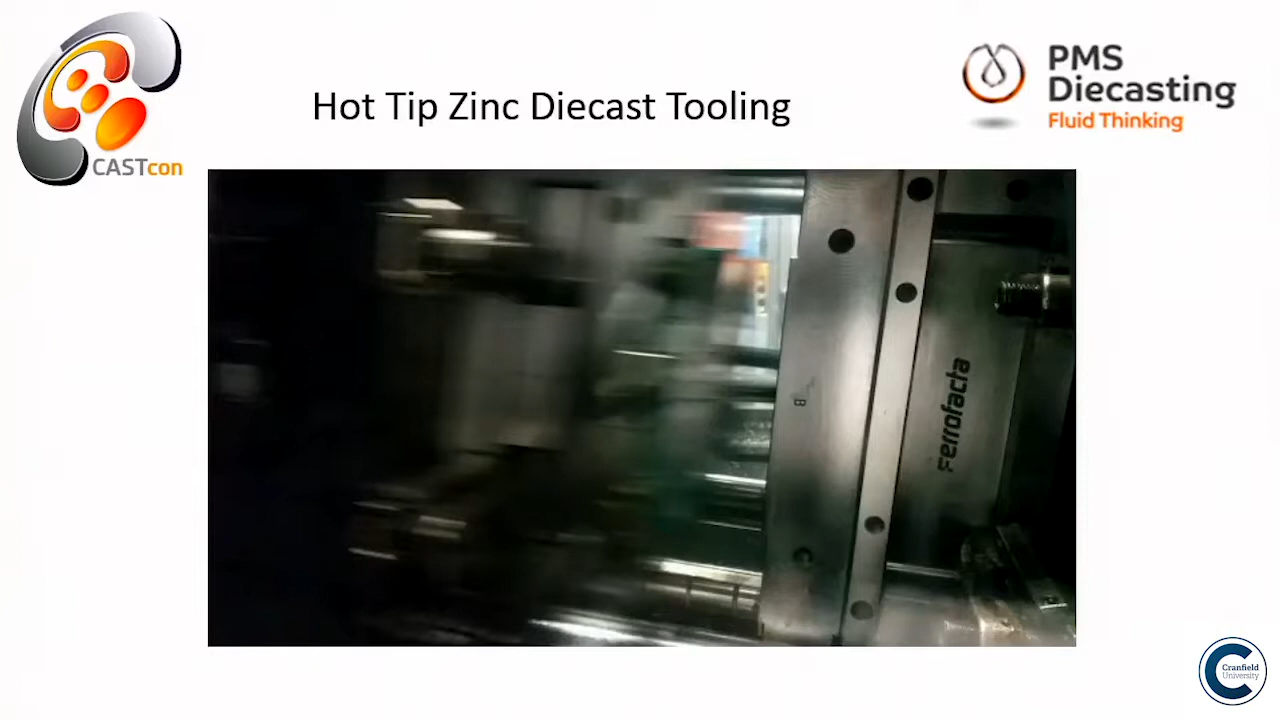 CASTcon
Hot Tip Zinc Diecast Tooling
PMS
Diecasting
Fluid Thinking
B
Ferrofacta
Cranfield
University